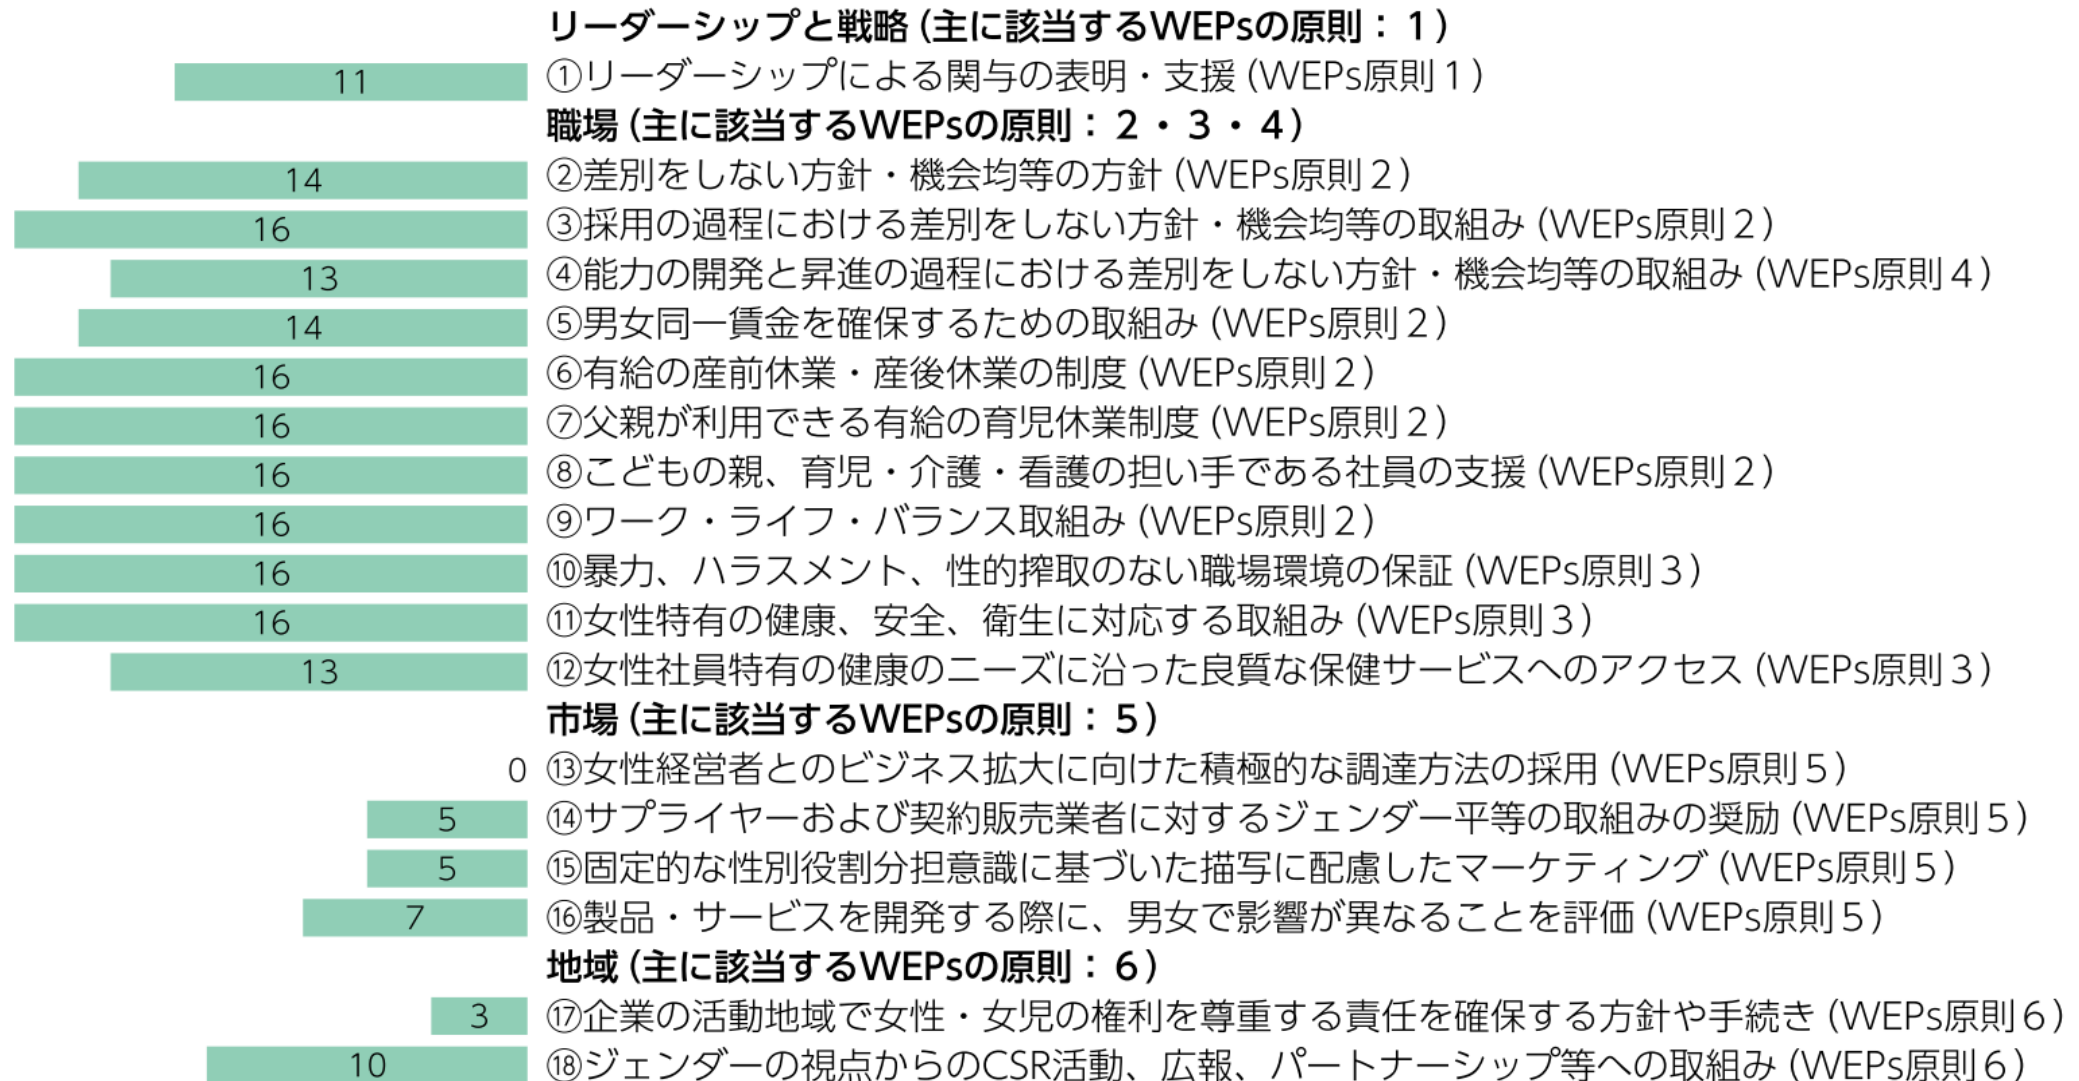 リーダーシップと戦略 (主に該当するWEPsの原則：1)
11 ①リーダーシップによる関与の表明・支援 (WEPs原則1)
職場 (主に該当するWEPsの原則：2・3・4)
14 ②差別をしない方針・機会均等の方針 (WEPs原則2)
16 ③採用の過程における差別をしない方針・機会均等の取組み (WEPs原則2)
13 ④能力の開発と昇進の過程における差別をしない方針・機会均等の取組み (WEPs原則4)
14 ⑤男女同一賃金を確保するための取組み (WEPs原則2)
16 ⑥有給の産前休業・産後休業の制度 (WEPs原則2)
16 ⑦父親が利用できる有給の育児休業制度 (WEPs原則2)
16 ⑧こどもの親、育児・介護・看護の担い手である社員の支援 (WEPs原則2)
16 ⑨ワーク・ライフ・バランス取組み (WEPs原則2)
16 ⑩暴力、ハラスメント、性的搾取のない職場環境の保証 (WEPs原則3)
16 ⑪女性特有の健康、安全、衛生に対応する取組み (WEPs原則3)
13 ⑫女性社員特有の健康のニーズに沿った良質な保健サービスへのアクセス (WEPs原則3)
市場 (主に該当するWEPsの原則：5)
0 ⑬女性経営者とのビジネス拡大に向けた積極的な調達方法の採用 (WEPs原則5)
5 ⑭サプライヤーおよび契約販売業者に対するジェンダー平等の取組みの奨励 (WEPs原則5)
5 ⑮固定的な性別役割分担意識に基づいた描写に配慮したマーケティング (WEPs原則5)
7 ⑯製品・サービスを開発する際に、男女で影響が異なることを評価 (WEPs原則5)
地域 (主に該当するWEPsの原則：6)
3 ⑰企業の活動地域で女性・女児の権利を尊重する責任を確保する方針や手続き (WEPs原則6)
10 ⑱ジェンダーの視点からのCSR活動、広報、パートナーシップ等への取組み (WEPs原則6)